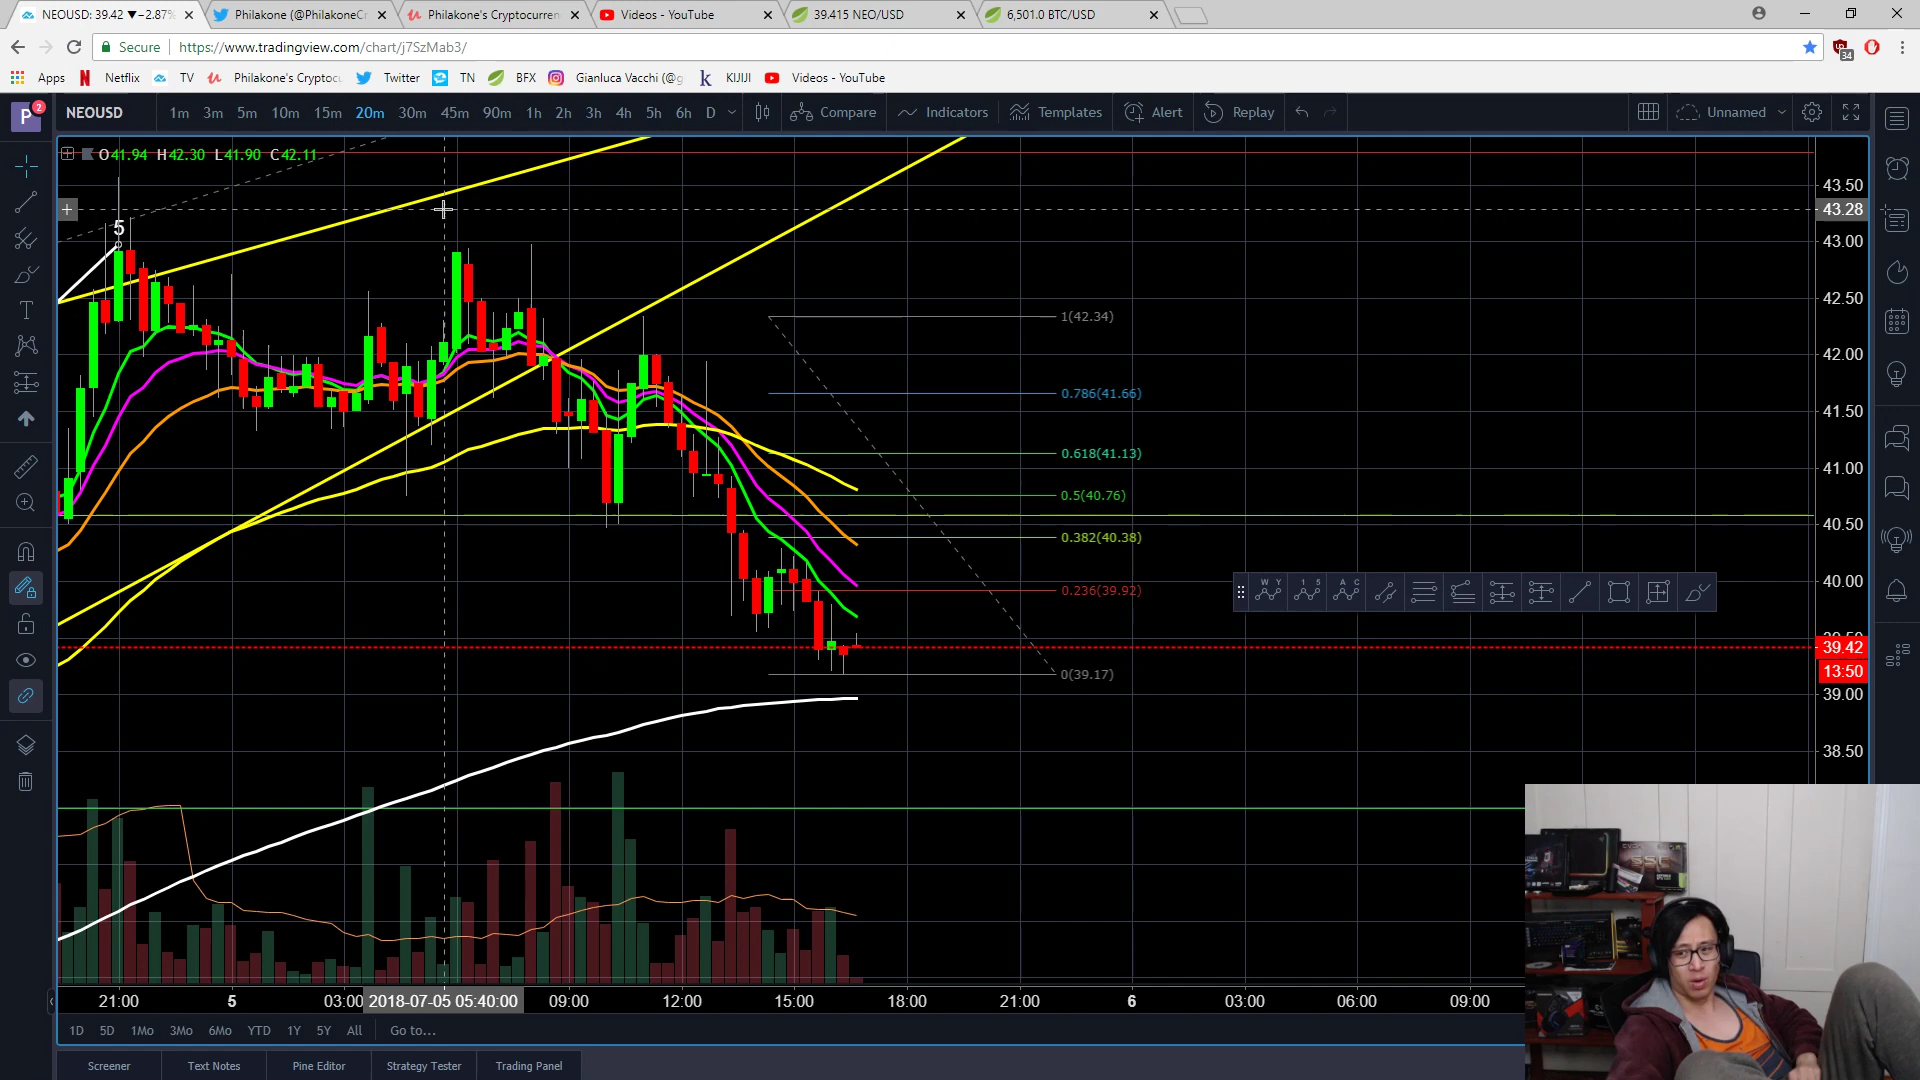 NEOUSD: 39.42 ▼−2.87%
Philakone (@PhilakoneCr
Philakone's Cryptocurren
Videos - YouTube
39.415 NEO/USD
6,501.0 BTC/USD
Secure
https://www.tradingview.com/chart/j7SzMab3/
34
Apps
Netflix
TV
Philakone's Cryptocu
Twitter
TN
BFX
Gianluca Vacchi (@g
KIJIJI
Videos - YouTube
P
2
NEOUSD
1m 3m 5m 10m 15m 20m 30m 45m 90m 1h 2h 3h 4h 5h 6h D
Compare
Indicators
Templates
Alert
Replay
Unnamed
O41.94 H42.30 L41.90 C42.11
5
43.50
43.28
43.00
42.50
42.00
41.50
41.00
40.50
40.00
39.50
39.42
13:50
39.00
38.50
1(42.34)
0.786(41.66)
0.618(41.13)
0.5(40.76)
0.382(40.38)
0.236(39.92)
0(39.17)
W Y
1 5
A C
21:00
5
03:00
2018-07-05 05:40:00
09:00
12:00
15:00
18:00
21:00
6
03:00
06:00
09:00
1D 5D 1Mo 3Mo 6Mo YTD 1Y 5Y All
Go to...
Screener
Text Notes
Pine Editor
Strategy Tester
Trading Panel